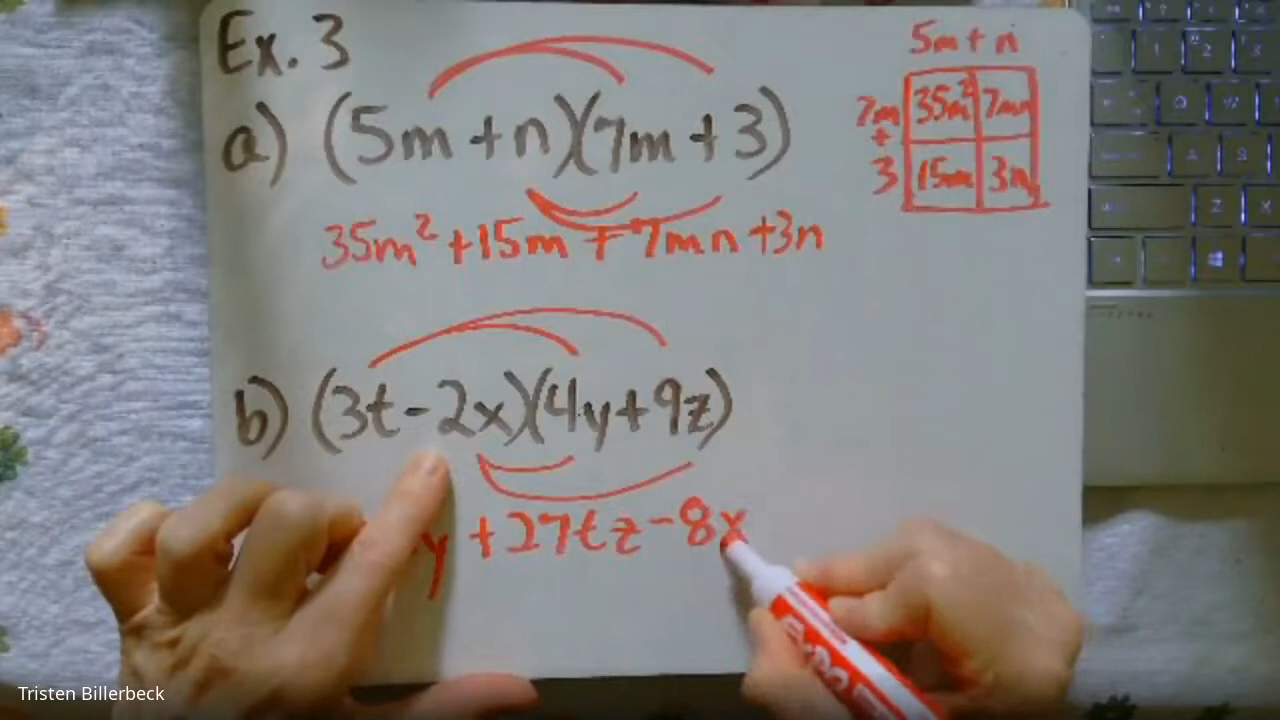 Ex. 3
5m + n
a) (5m + n)(7m + 3)
7m 35m² 7mn
+
3 15m 3n
35m² + 15m + 7mn + 3n
b) (3t - 2x)(4y + 9z)
y + 27tz - 8x
Tristen Billerbeck